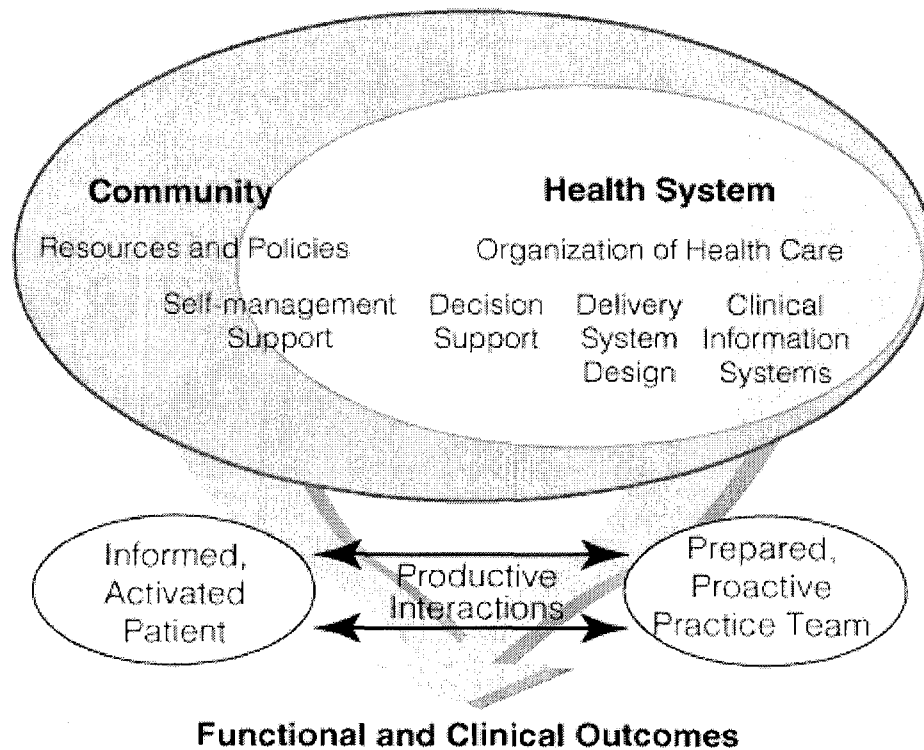 Community
Resources and Policies
Health System
Organization of Health Care
Self-management
Support
Decision
Support
Delivery
System
Design
Clinical
Information
Systems
Informed,
Activated
Patient
Productive
Interactions
Prepared,
Proactive
Practice Team
Functional and Clinical Outcomes